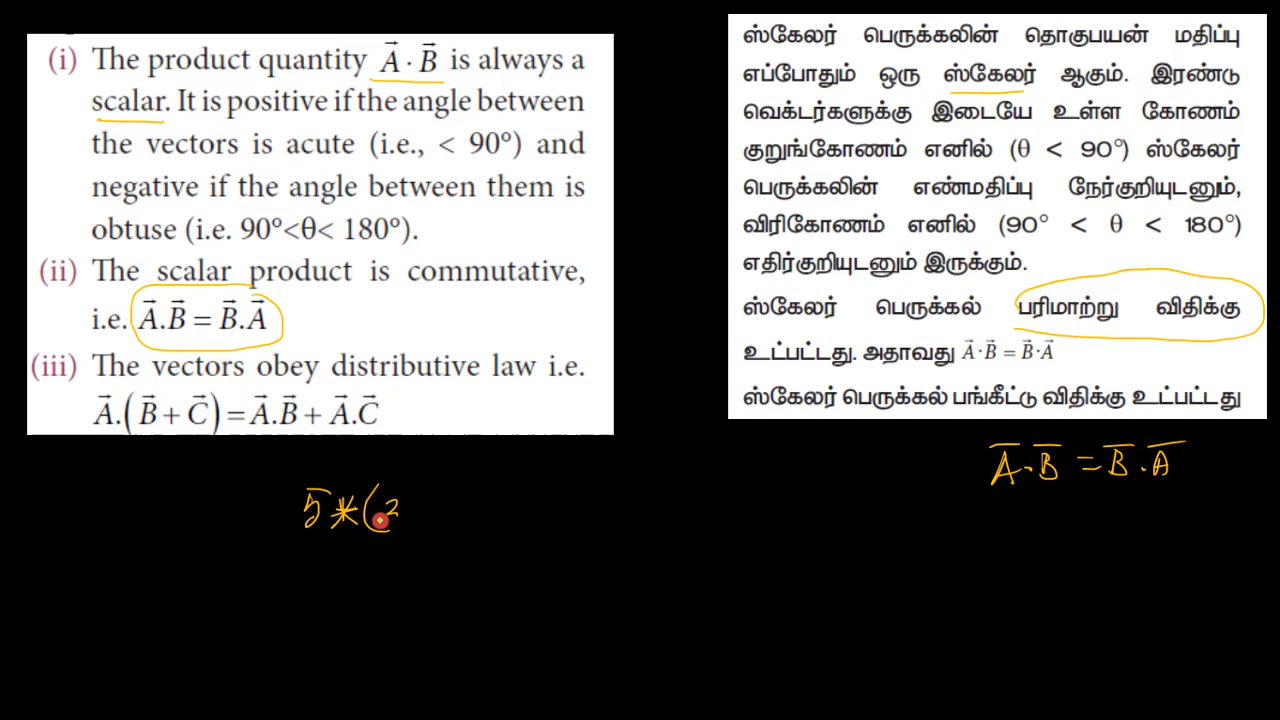 (i) The product quantity A⃗ · B⃗ is always a
scalar. It is positive if the angle between
the vectors is acute (i.e., < 90°) and
negative if the angle between them is
obtuse (i.e. 90°<θ< 180°).
(ii) The scalar product is commutative,
i.e. A⃗.B⃗ = B⃗.A⃗
(iii) The vectors obey distributive law i.e.
A⃗.(B⃗ + C⃗) = A⃗.B⃗ + A⃗.C⃗
ஸ்கேலர் பெருக்கலின் தொகுபயன் மதிப்பு
எப்போதும் ஒரு ஸ்கேலர் ஆகும். இரண்டு
வெக்டர்களுக்கு இடையே உள்ள கோணம்
குறுங்கோணம் எனில் (θ < 90°) ஸ்கேலர்
பெருக்கலின் எண்மதிப்பு நேர்குறியுடனும்,
விரிகோணம் எனில் (90° < θ < 180°)
எதிர்குறியுடனும் இருக்கும்.
ஸ்கேலர் பெருக்கல் பரிமாற்று விதிக்கு
உட்பட்டது. அதாவது A⃗ · B⃗ = B⃗ · A⃗
ஸ்கேலர் பெருக்கல் பங்கீட்டு விதிக்கு உட்பட்டது
A̅ · B̅ = B̅ . A̅
5 * (2